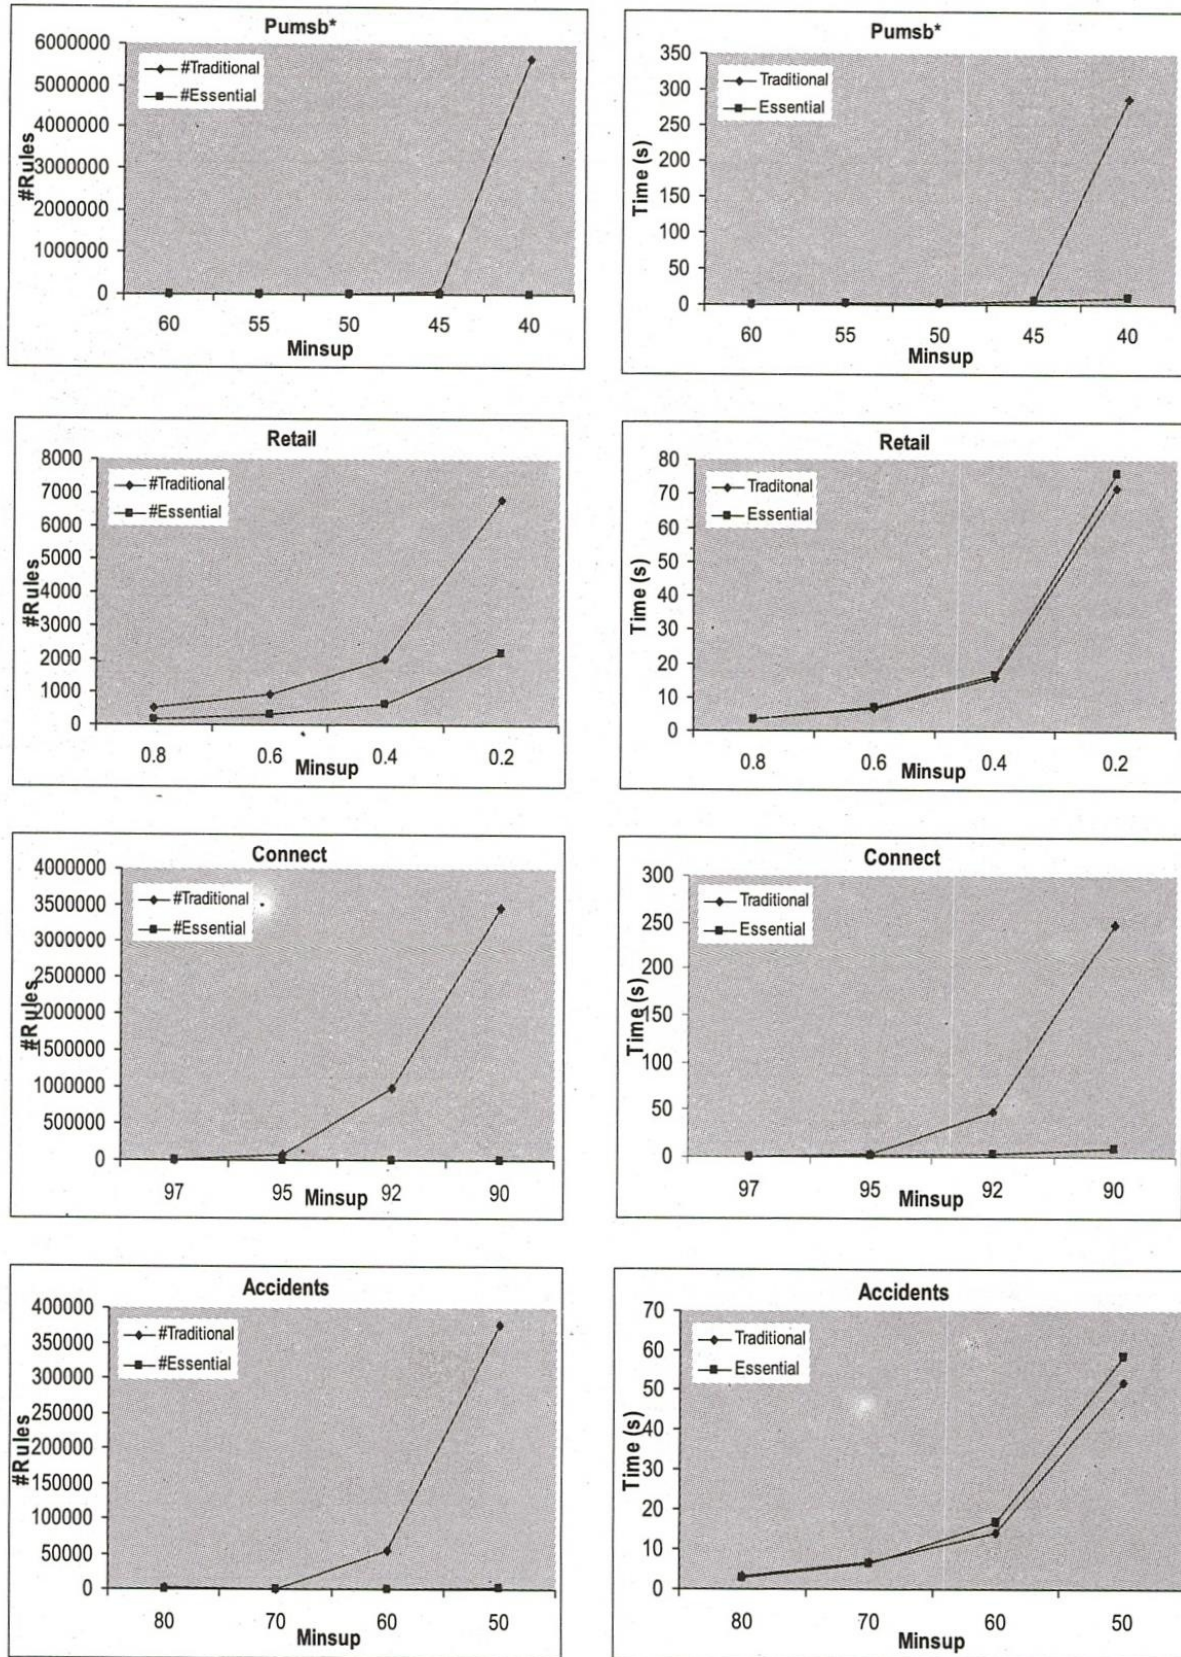 Pumsb*
6000000
5000000
4000000
3000000
2000000
1000000
0
#Rules
#Traditional
#Essential
60 55 50 45 40
Minsup
Pumsb*
350
300
250
200
150
100
50
0
Time (s)
Traditional
Essential
60 55 50 45 40
Minsup
Retail
8000
7000
6000
5000
4000
3000
2000
1000
0
#Rules
#Traditional
#Essential
0.8 0.6 0.4 0.2
Minsup
Retail
80
70
60
50
40
30
20
10
0
Time (s)
Traditonal
Essential
0.8 0.6 0.4 0.2
Minsup
Connect
4000000
3500000
3000000
2500000
2000000
1500000
1000000
500000
0
#Rules
#Traditional
#Essential
97 95 92 90
Minsup
Connect
300
250
200
150
100
50
0
Time (s)
Traditional
Essential
97 95 92 90
Minsup
Accidents
400000
350000
300000
250000
200000
150000
100000
50000
0
#Rules
#Traditional
#Essential
80 70 60 50
Minsup
Accidents
70
60
50
40
30
20
10
0
Time (s)
Traditional
Essential
80 70 60 50
Minsup